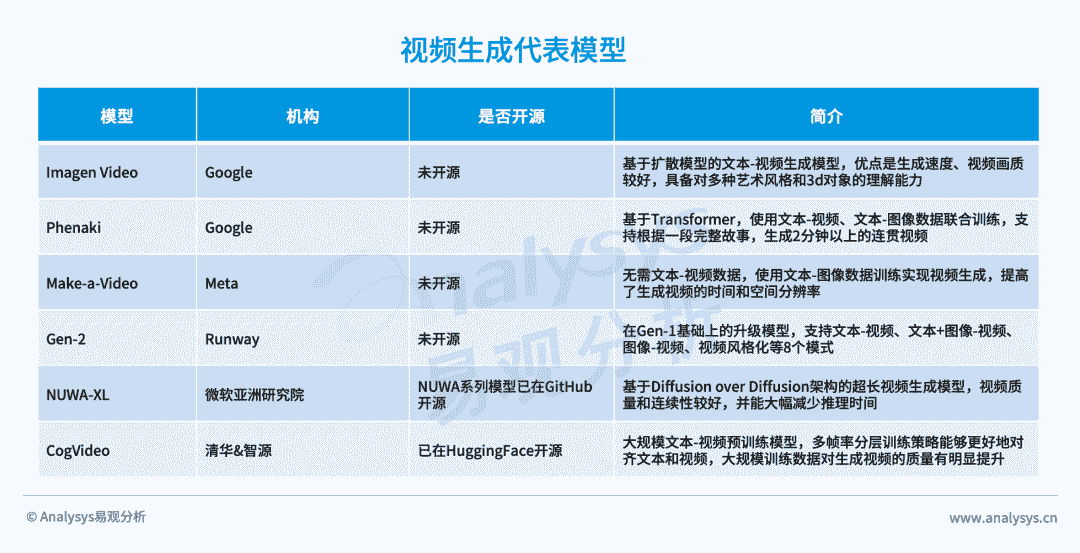 视频生成代表模型
模型 机构 是否开源 简介
Imagen Video Google 未开源 基于扩散模型的文本-视频生成模型，优点是生成速度、视频画质
较好，具备对多种艺术风格和3d对象的理解能力
Phenaki Google 未开源 基于Transformer，使用文本-视频、文本-图像数据联合训练，支
持根据一段完整故事，生成2分钟以上的连贯视频
Make-a-Video Meta 未开源 无需文本-视频数据，使用文本-图像数据训练实现视频生成，提高
了生成视频的时间和空间分辨率
Gen-2 Runway 未开源 在Gen-1基础上的升级模型，支持文本-视频、文本+图像-视频、
图像-视频、视频风格化等8个模式
NUWA-XL 微软亚洲研究院 NUWA系列模型已在GitHub
开源
基于Diffusion over Diffusion架构的超长视频生成模型，视频质
量和连续性较好，并能大幅减少推理时间
CogVideo 清华&智源 已在HuggingFace开源 大规模文本-视频预训练模型，多帧率分层训练策略能够更好地对
齐文本和视频，大规模训练数据对生成视频的质量有明显提升
Analysys
易观分析
© Analysys易观分析
www.analysys.cn